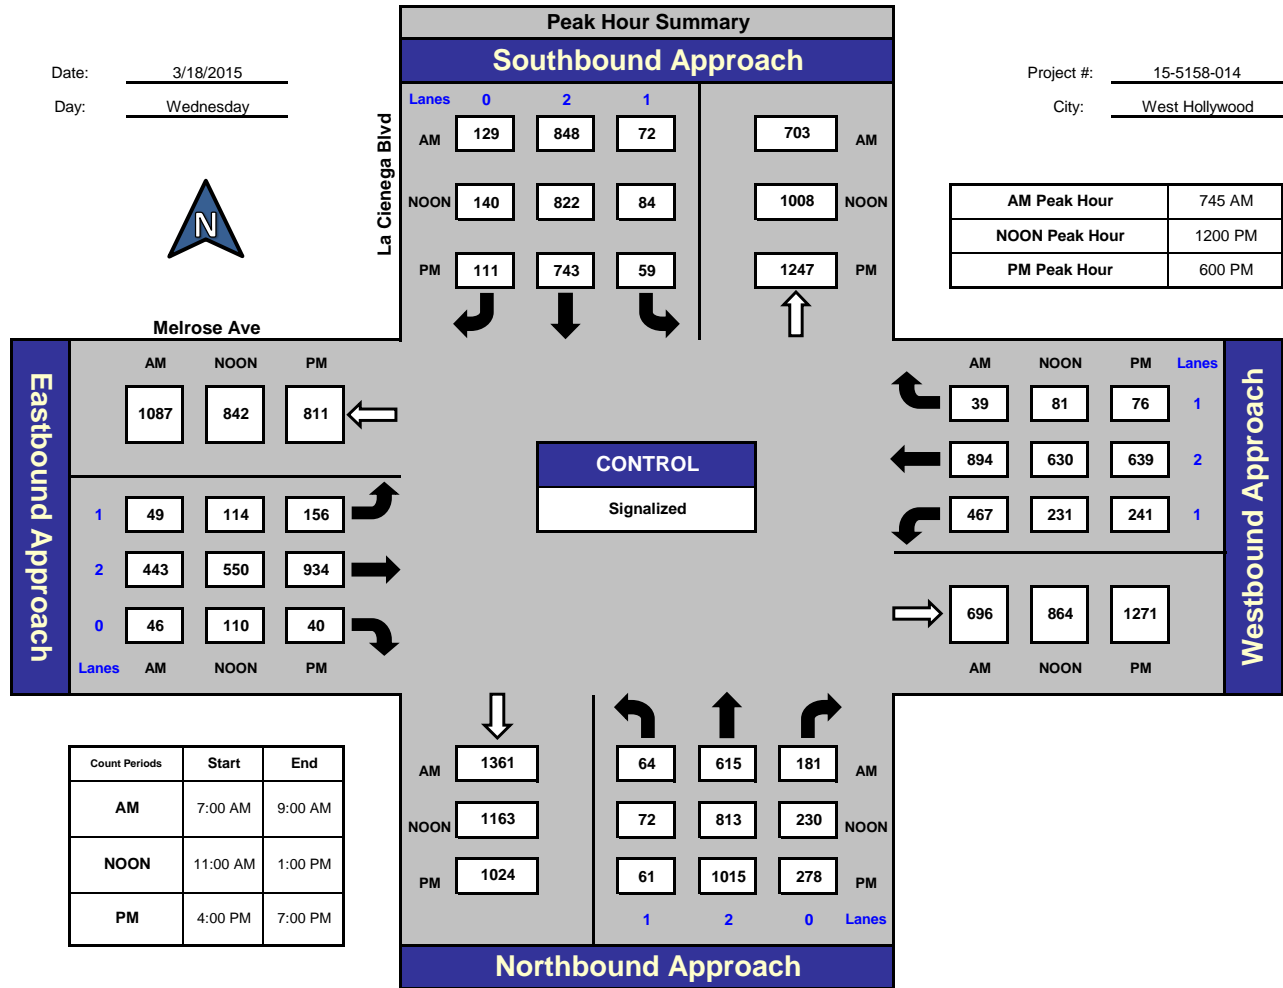 Peak Hour Summary
Southbound Approach
Date: 3/18/2015
Day: Wednesday
Project #: 15-5158-014
City: West Hollywood
La Cienega Blvd
Lanes 0 2 1
AM 129 848 72 703 AM
NOON 140 822 84 1008 NOON
PM 111 743 59 1247 PM
N
AM Peak Hour 745 AM
NOON Peak Hour 1200 PM
PM Peak Hour 600 PM
Melrose Ave
Eastbound Approach
AM NOON PM
1087 842 811
1 49 114 156
2 443 550 934
0 46 110 40
Lanes AM NOON PM
CONTROL
Signalized
AM NOON PM Lanes
39 81 76 1
894 630 639 2
467 231 241 1
696 864 1271
AM NOON PM
Westbound Approach
Count Periods Start End
AM 7:00 AM 9:00 AM
NOON 11:00 AM 1:00 PM
PM 4:00 PM 7:00 PM
AM 1361 64 615 181 AM
NOON 1163 72 813 230 NOON
PM 1024 61 1015 278 PM
1 2 0 Lanes
Northbound Approach